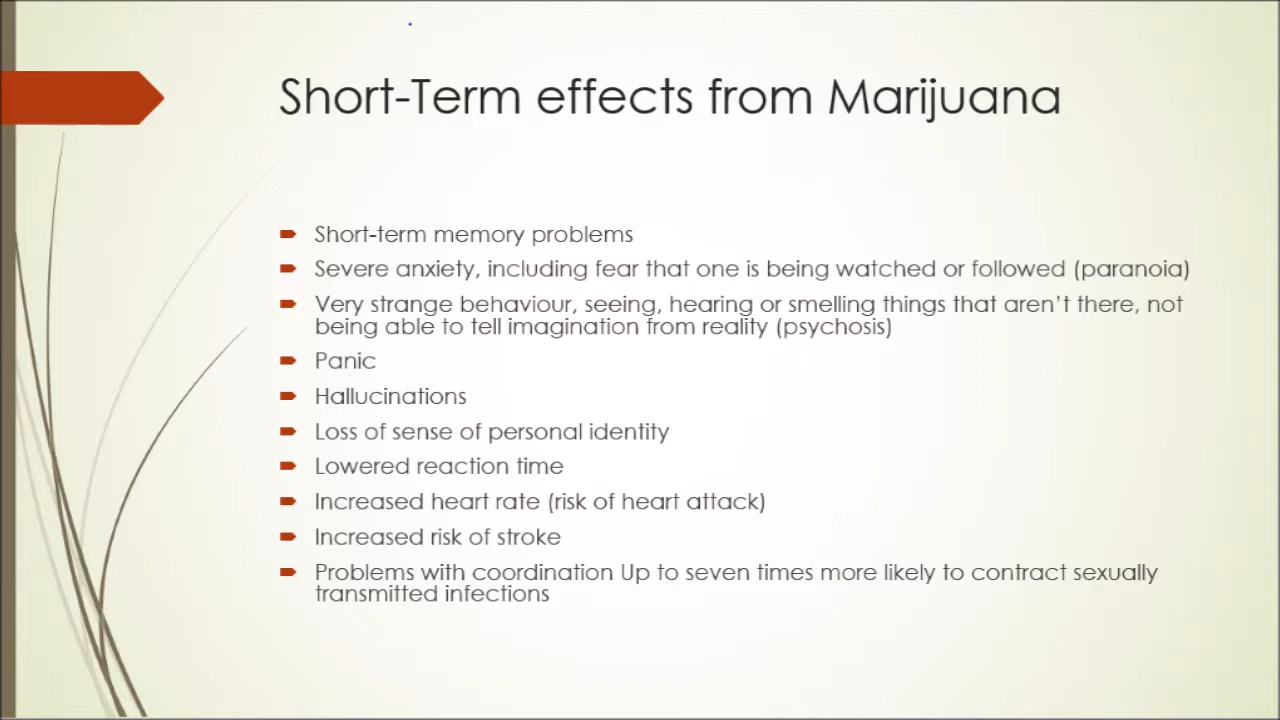 Short-Term effects from Marijuana
Short-term memory problems
Severe anxiety, including fear that one is being watched or followed (paranoia)
Very strange behaviour, seeing, hearing or smelling things that aren't there, not
being able to tell imagination from reality (psychosis)
Panic
Hallucinations
Loss of sense of personal identity
Lowered reaction time
Increased heart rate (risk of heart attack)
Increased risk of stroke
Problems with coordination Up to seven times more likely to contract sexually
transmitted infections